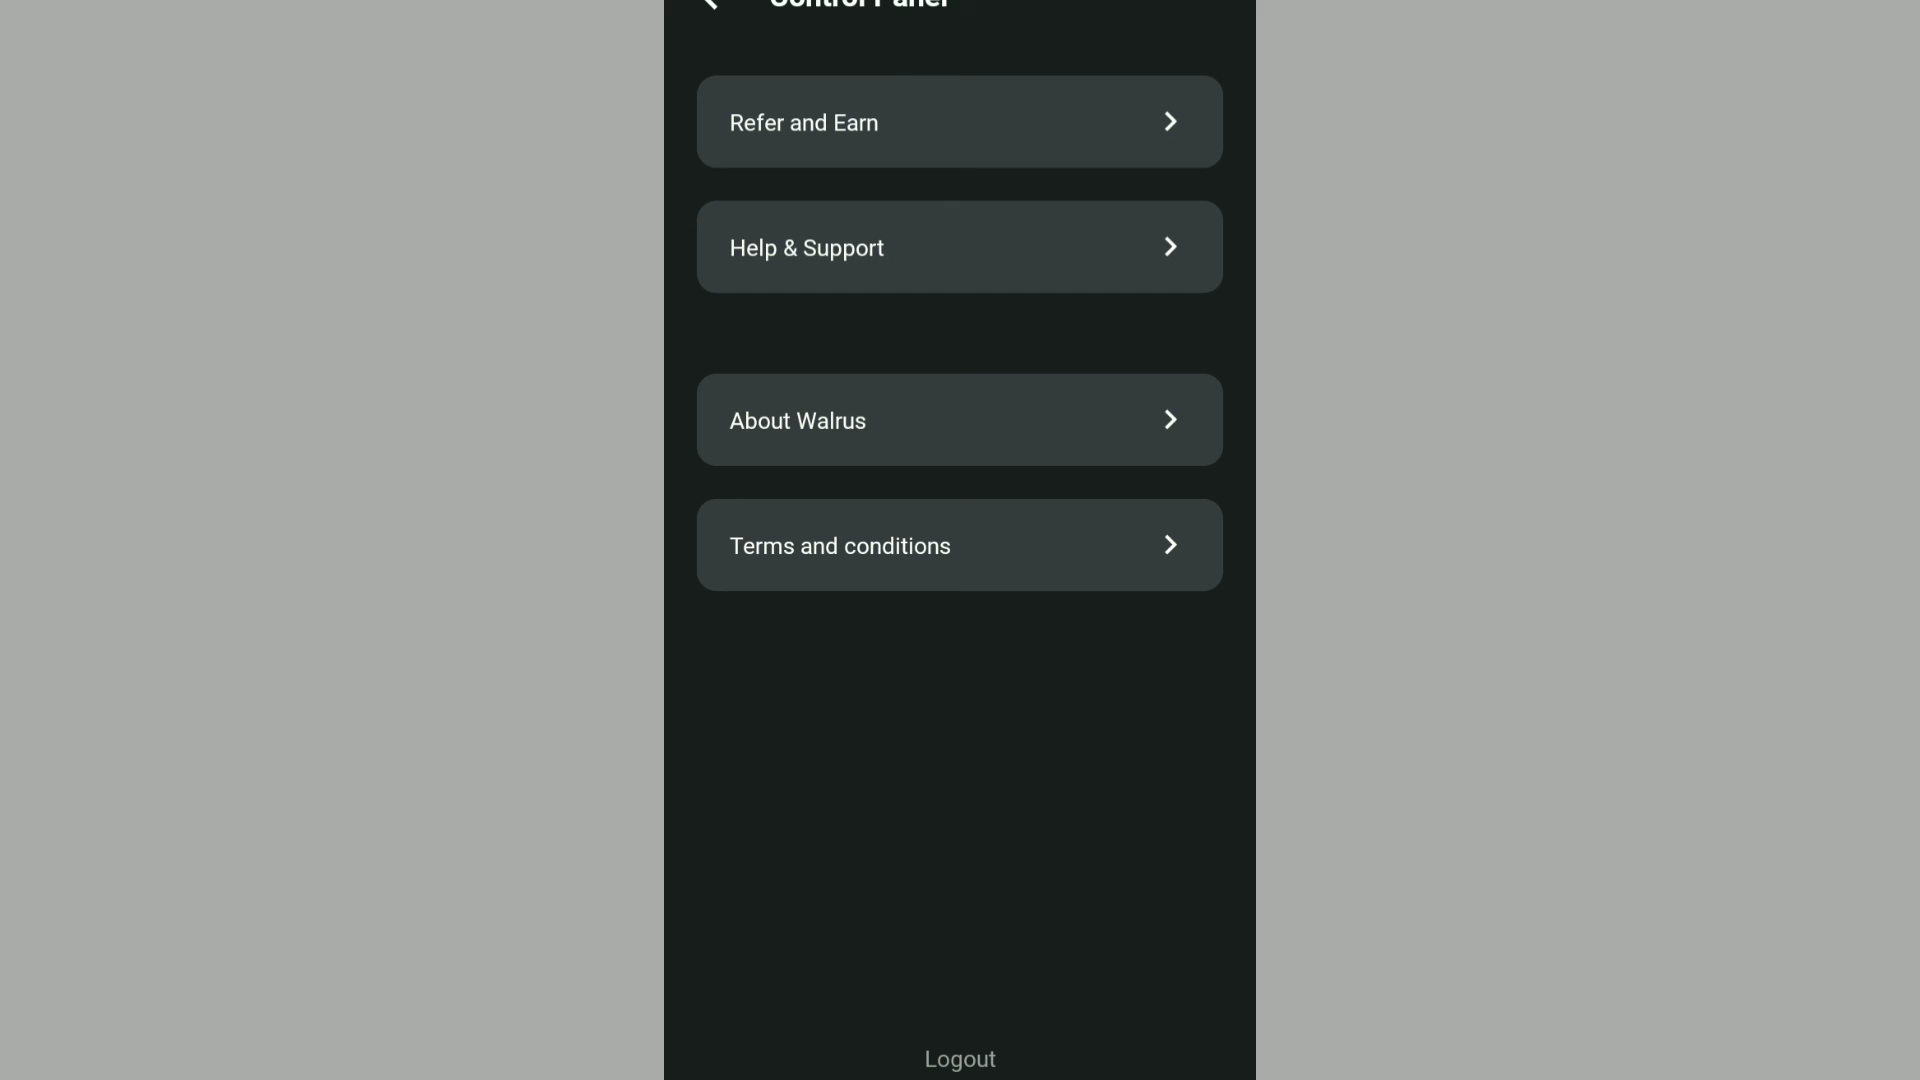 Control Panel
Refer and Earn
Help & Support
About Walrus
Terms and conditions
Logout